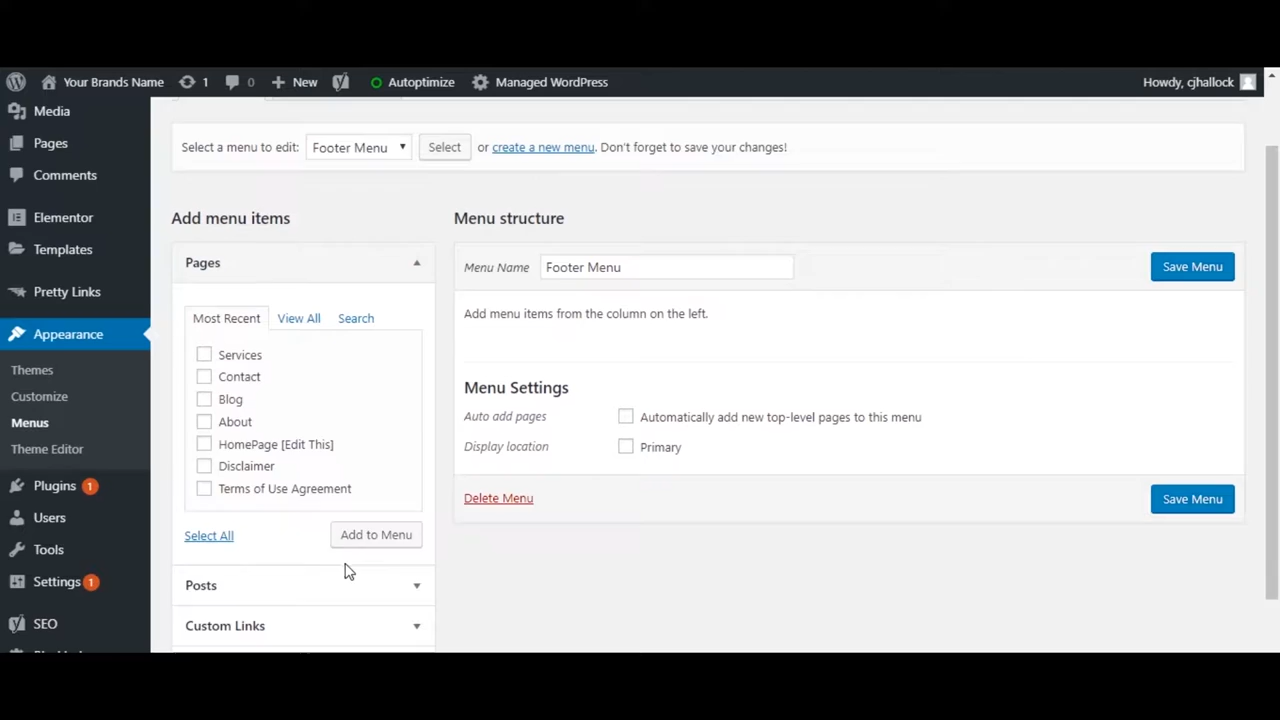 Your Brands Name 1 0 New Autoptimize Managed WordPress Howdy, cjhallock
Media
Pages
Comments
Elementor
Templates
Pretty Links
Appearance
Themes
Customize
Menus
Theme Editor
Plugins 1
Users
Tools
Settings 1
SEO
Select a menu to edit: Footer Menu Select or create a new menu. Don't forget to save your changes!
Add menu items
Pages
Most Recent View All Search
Services
Contact
Blog
About
HomePage [Edit This]
Disclaimer
Terms of Use Agreement
Select All Add to Menu
Posts
Custom Links
Menu structure
Menu Name Footer Menu Save Menu
Add menu items from the column on the left.
Menu Settings
Auto add pages Automatically add new top-level pages to this menu
Display location Primary
Delete Menu Save Menu